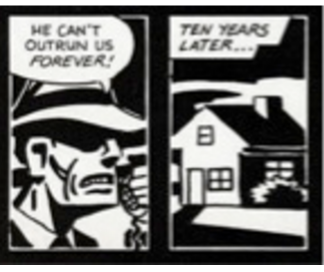 HE CAN'T
OUTRUN US
FOREVER!
TEN YEARS
LATER...